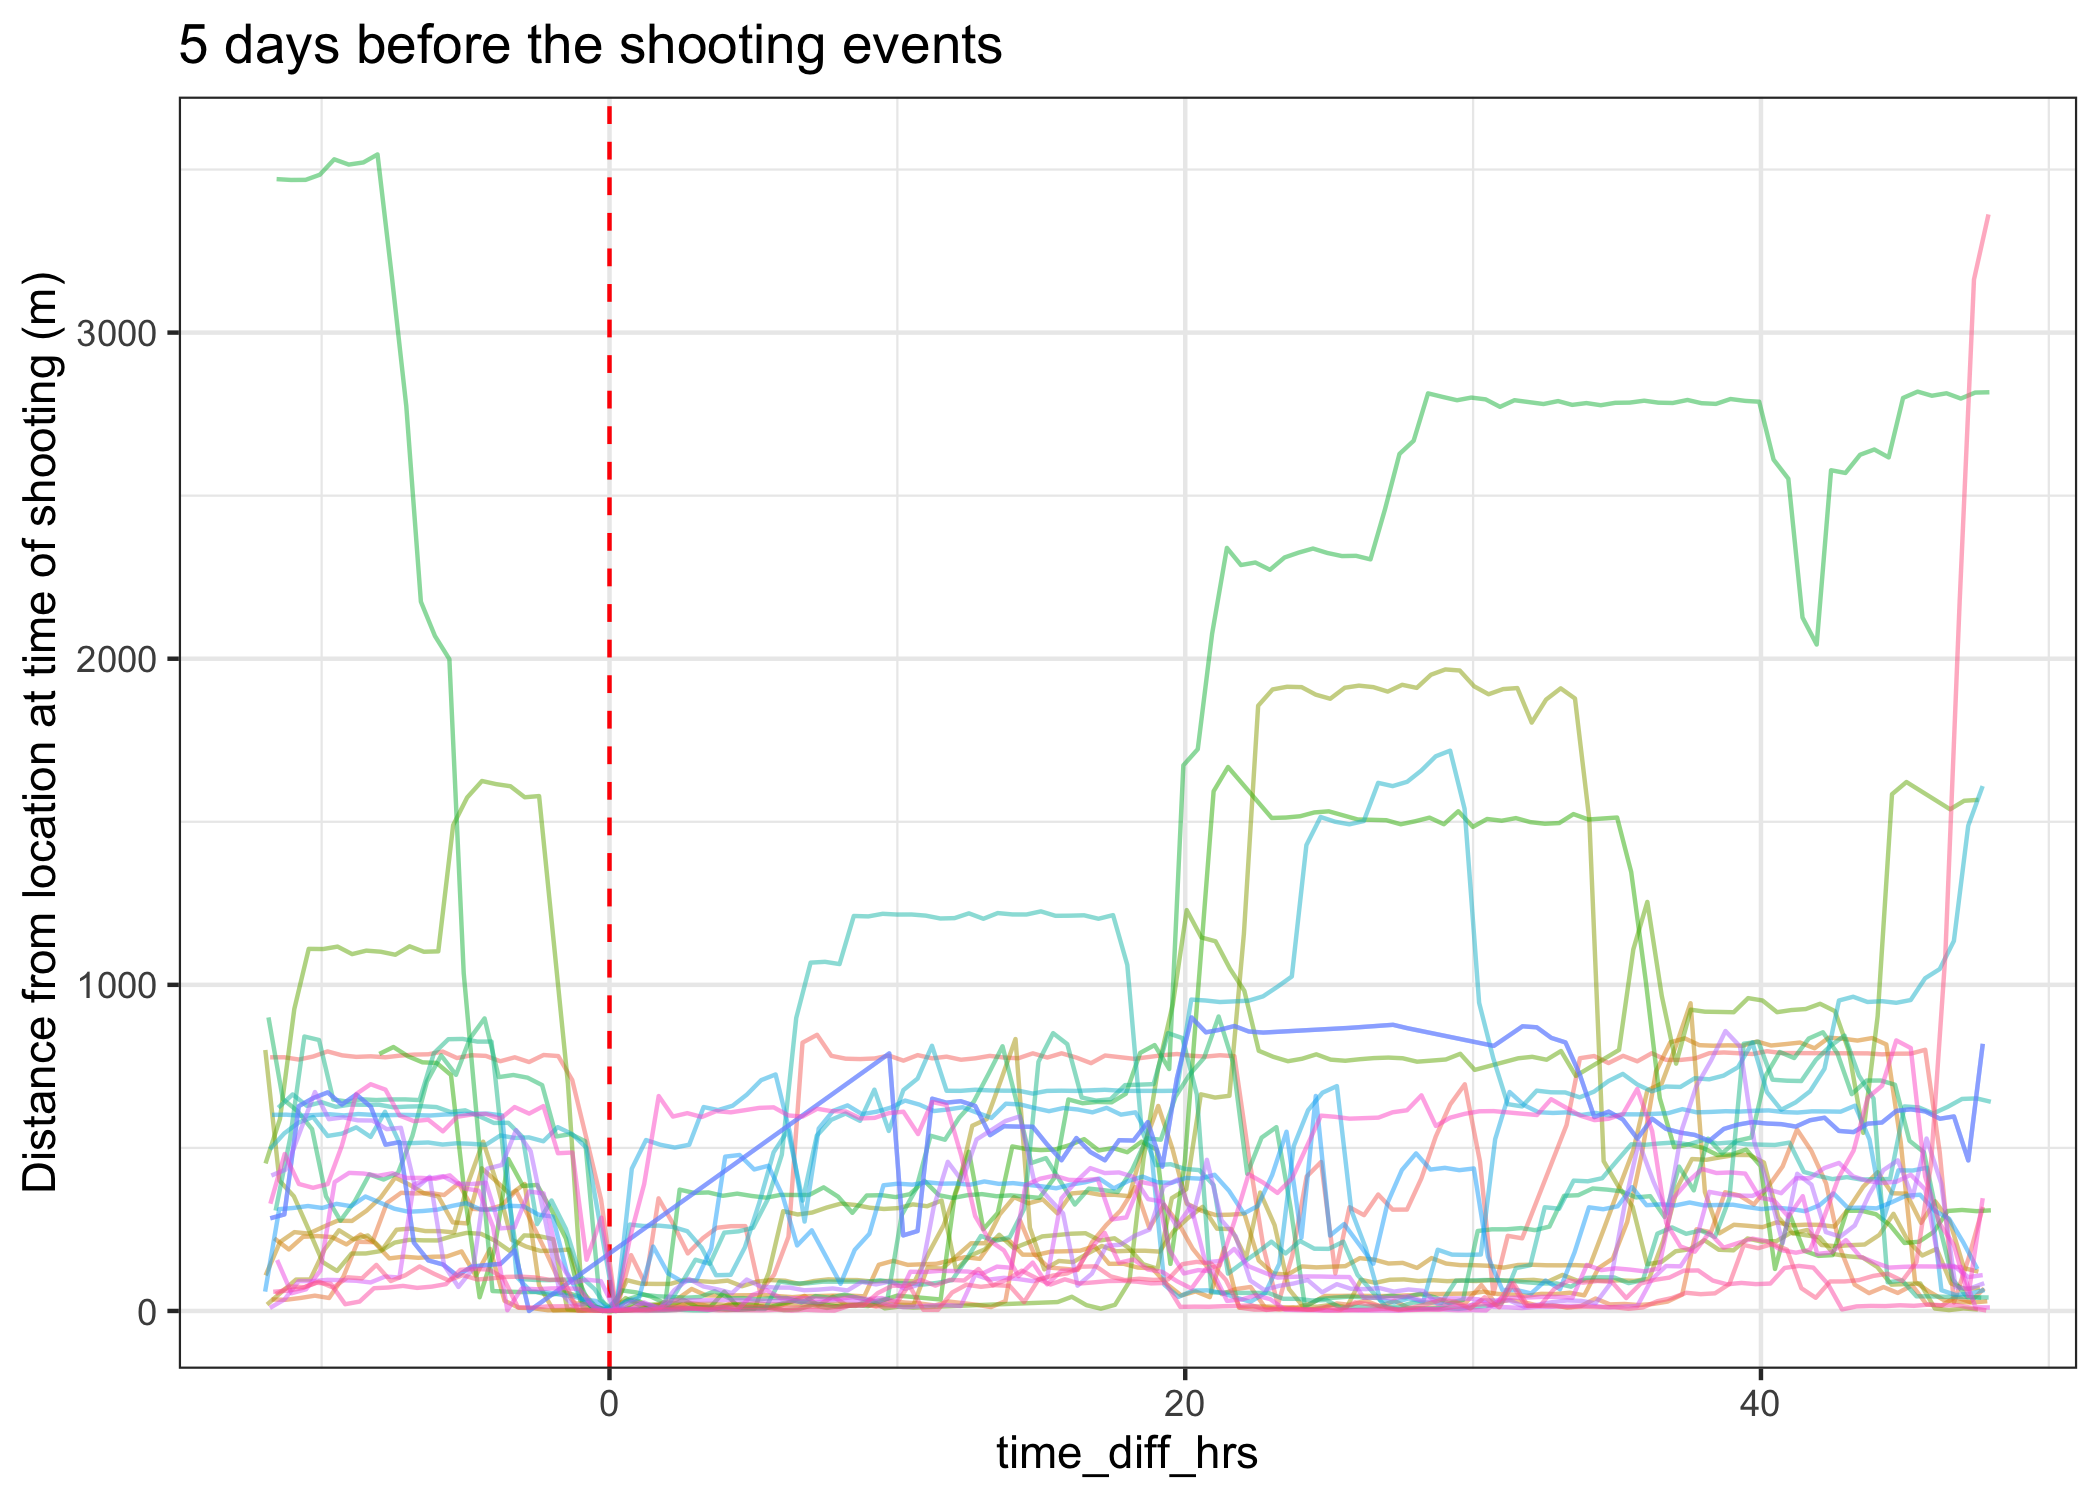 5 days before the shooting events
Distance from location at time of shooting (m)
3000
2000
1000
0
0 20 40
time_diff_hrs